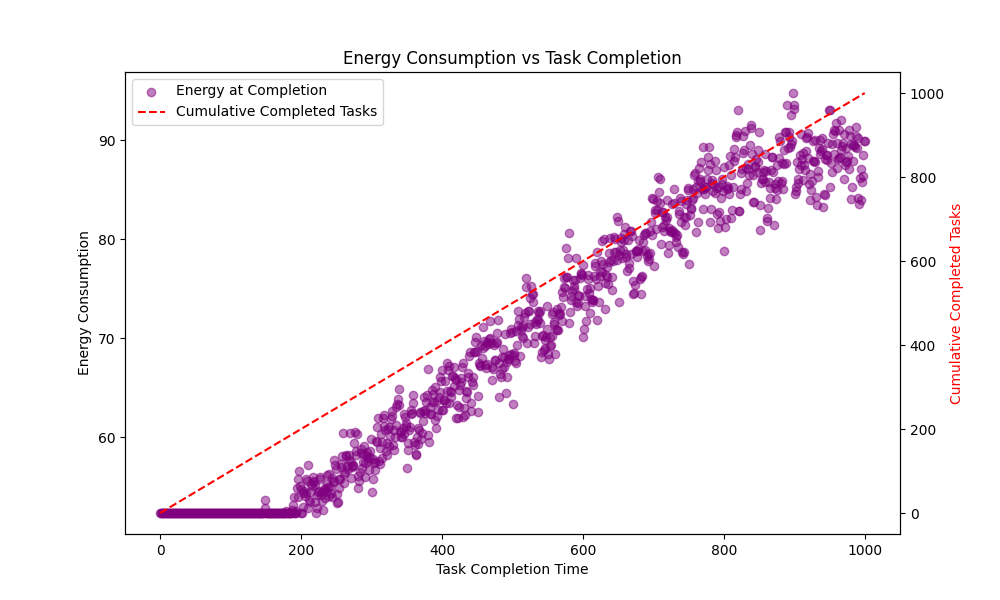 Energy Consumption vs Task Completion
Energy at Completion
Cumulative Completed Tasks
Energy Consumption
90
80
70
60
1000
800
600
400
200
0
Cumulative Completed Tasks
0 200 400 600 800 1000
Task Completion Time